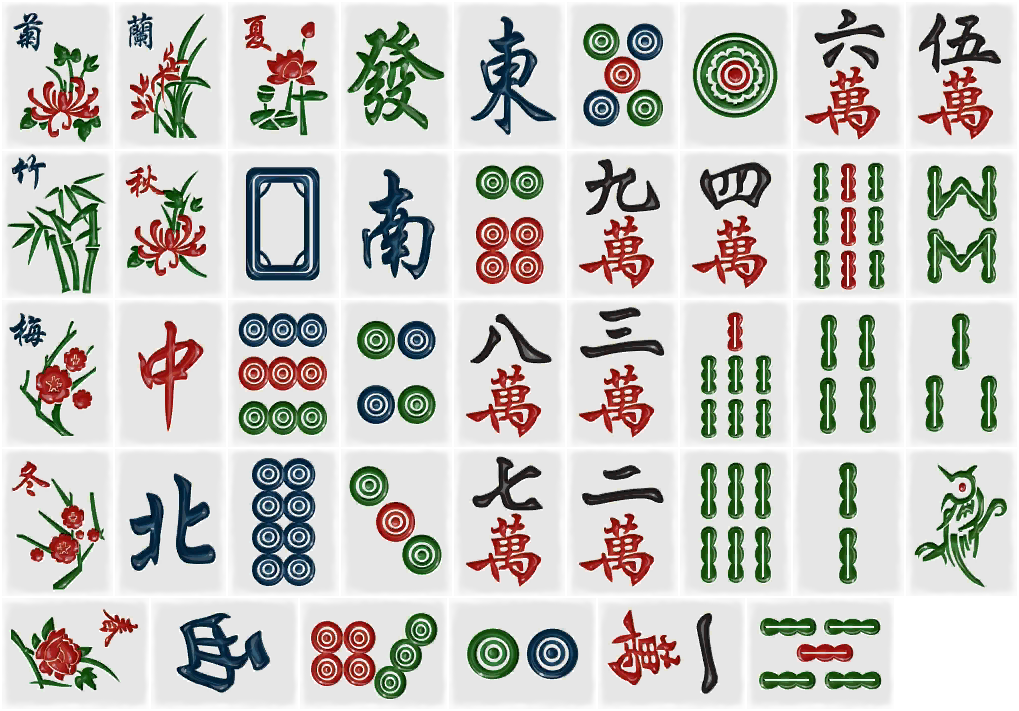 菊 蘭 夏 發 東 六萬 伍萬
竹 秋 南 九萬 四萬
梅 中 八萬 三萬
冬 北 七萬 二萬
春 西 一萬